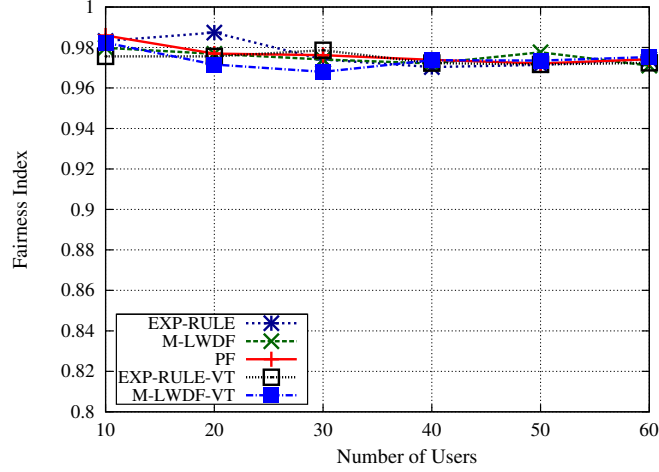 1
0.98
0.96
0.94
0.92
0.9
0.88
0.86
0.84
0.82
0.8
Fairness Index
EXP-RULE
M-LWDF
PF
EXP-RULE-VT
M-LWDF-VT
10 20 30 40 50 60
Number of Users